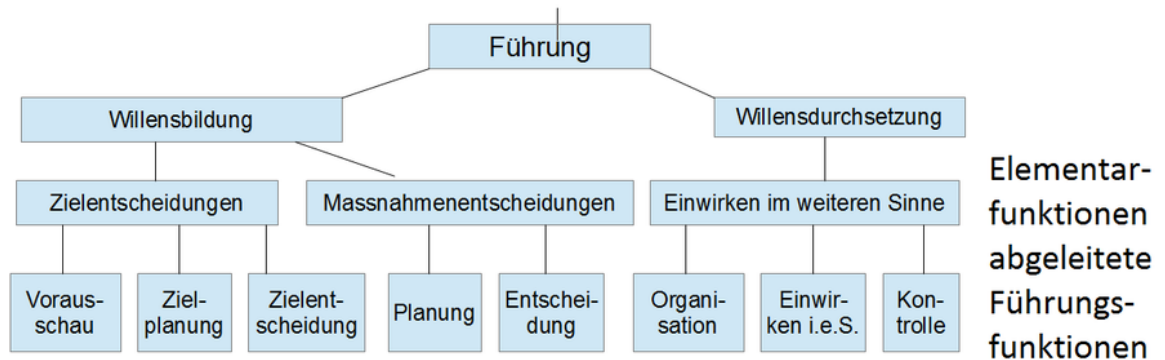 Führung
Willensbildung
Willensdurchsetzung
Zielentscheidungen
Massnahmenentscheidungen
Einwirken im weiteren Sinne
Elementar-
funktionen
abgeleitete
Führungs-
funktionen
Voraus-
schau
Ziel-
planung
Zielent-
scheidung
Planung
Entschei-
dung
Organi-
sation
Einwir-
ken i.e.S.
Kon-
trolle